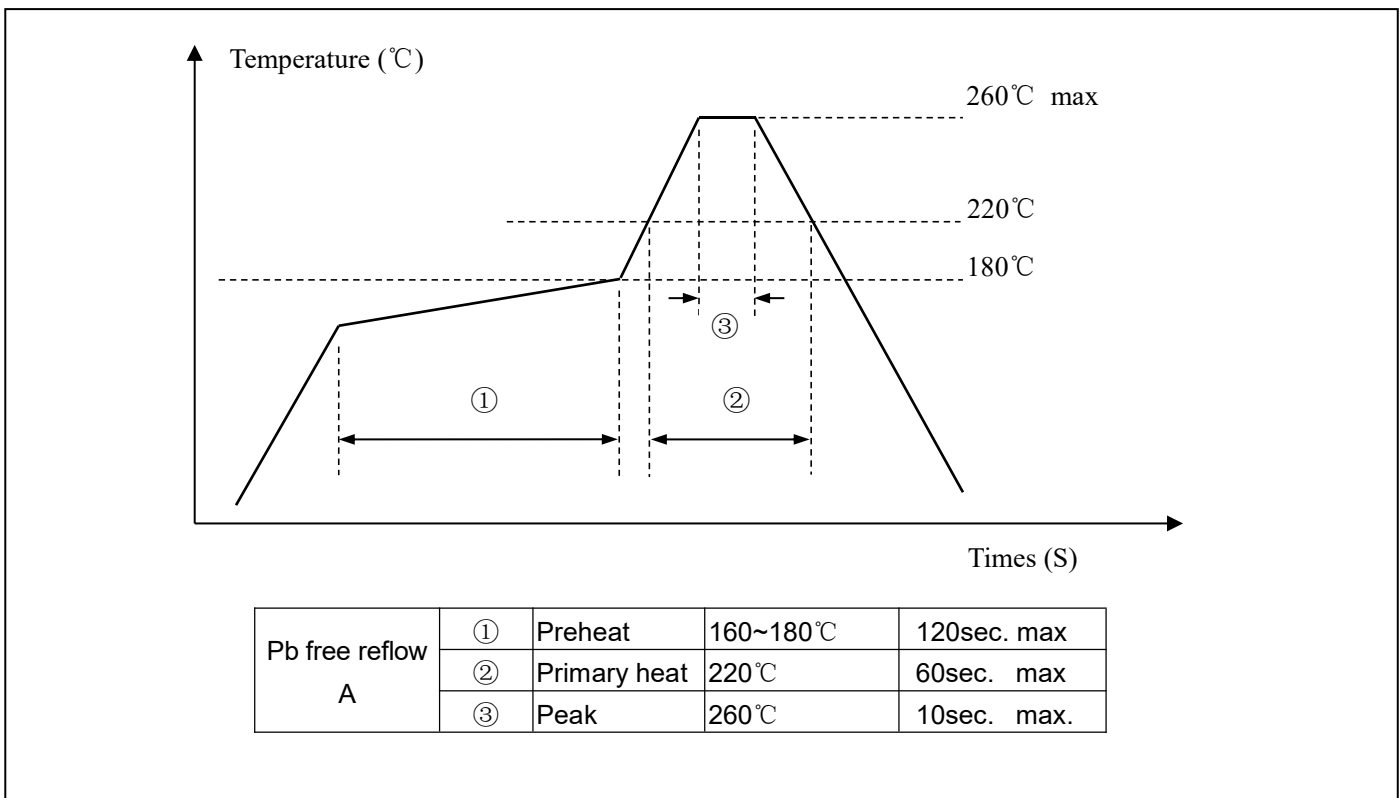 Temperature (℃)
260℃ max
220℃
180℃
③
① ②
Times (S)
Pb free reflow A
① Preheat 160~180℃ 120sec. max
② Primary heat 220℃ 60sec. max
③ Peak 260℃ 10sec. max.